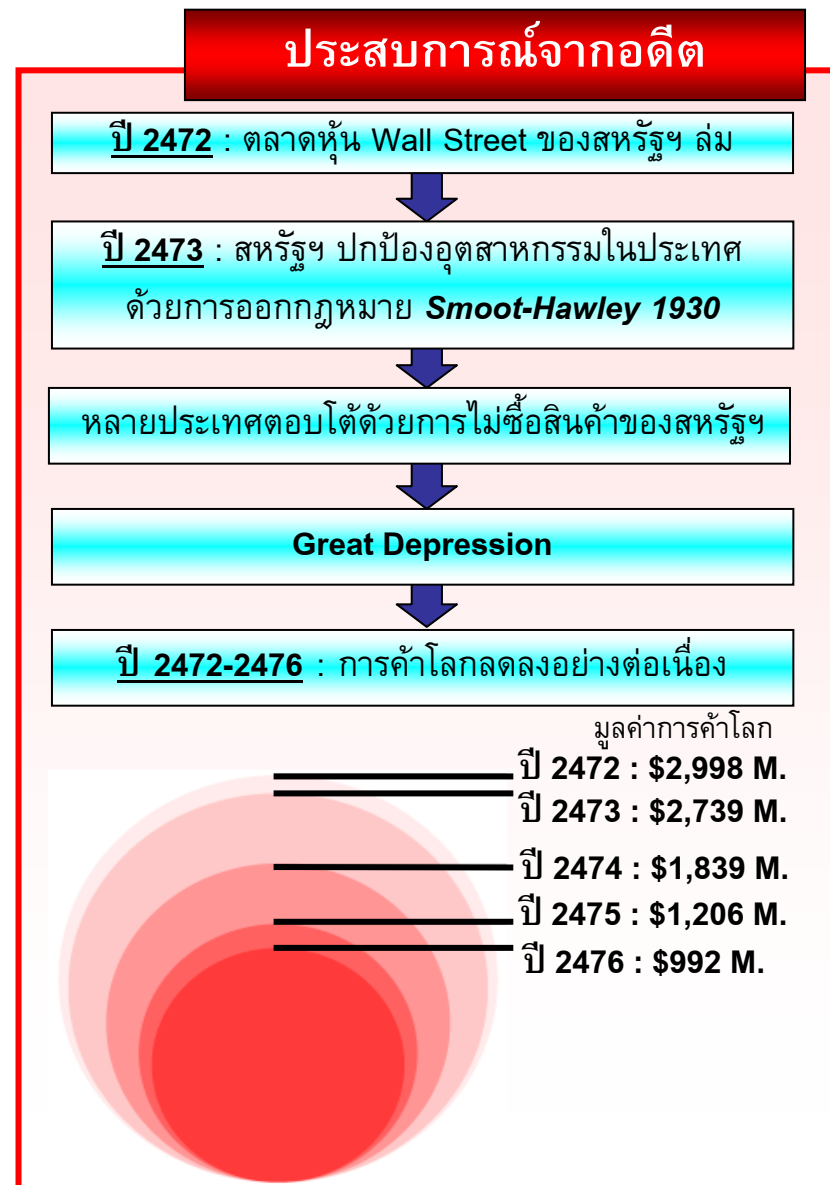 ประสบการณ์จากอดีต
ปี 2472 : ตลาดหุ้น Wall Street ของสหรัฐฯ ล่ม
ปี 2473 : สหรัฐฯ ปกป้องอุตสาหกรรมในประเทศ
ด้วยการออกกฎหมาย Smoot-Hawley 1930
หลายประเทศตอบโต้ด้วยการไม่ซื้อสินค้าของสหรัฐฯ
Great Depression
ปี 2472-2476 : การค้าโลกลดลงอย่างต่อเนื่อง
มูลค่าการค้าโลก
ปี 2472 : $2,998 M.
ปี 2473 : $2,739 M.
ปี 2474 : $1,839 M.
ปี 2475 : $1,206 M.
ปี 2476 : $992 M.